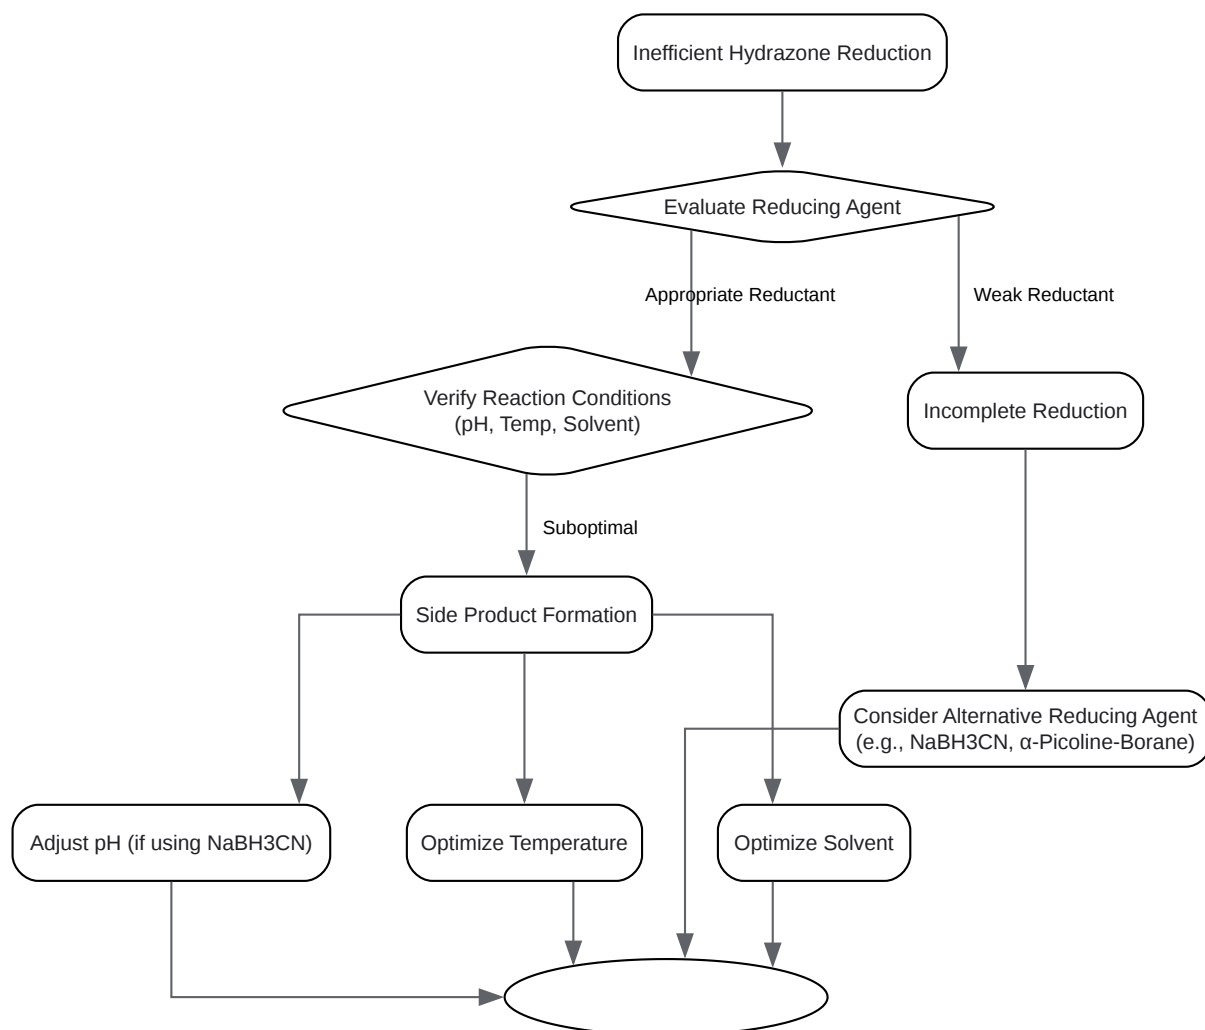 Inefficient Hydrazone Reduction
Evaluate Reducing Agent
Appropriate Reductant
Weak Reductant
Verify Reaction Conditions
(pH, Temp, Solvent)
Incomplete Reduction
Suboptimal
Side Product Formation
Consider Alternative Reducing Agent
(e.g., NaBH3CN, α-Picoline-Borane)
Adjust pH (if using NaBH3CN)
Optimize Temperature
Optimize Solvent